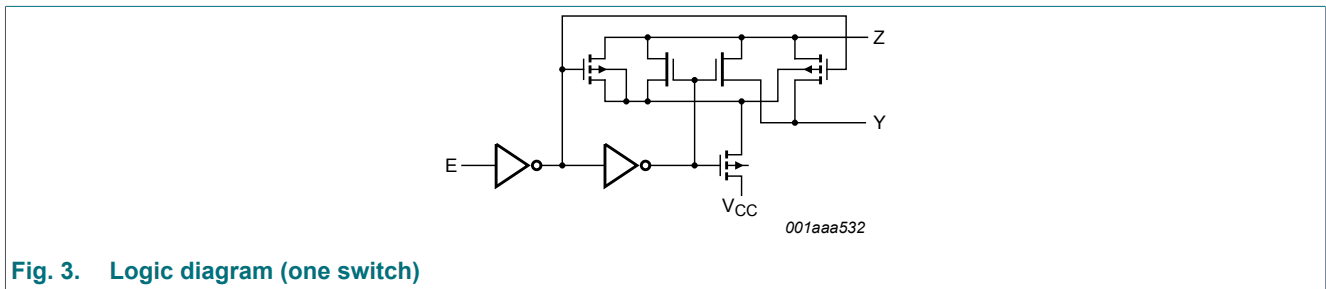 Z
Y
E
VCC
001aaa532
Fig. 3. Logic diagram (one switch)